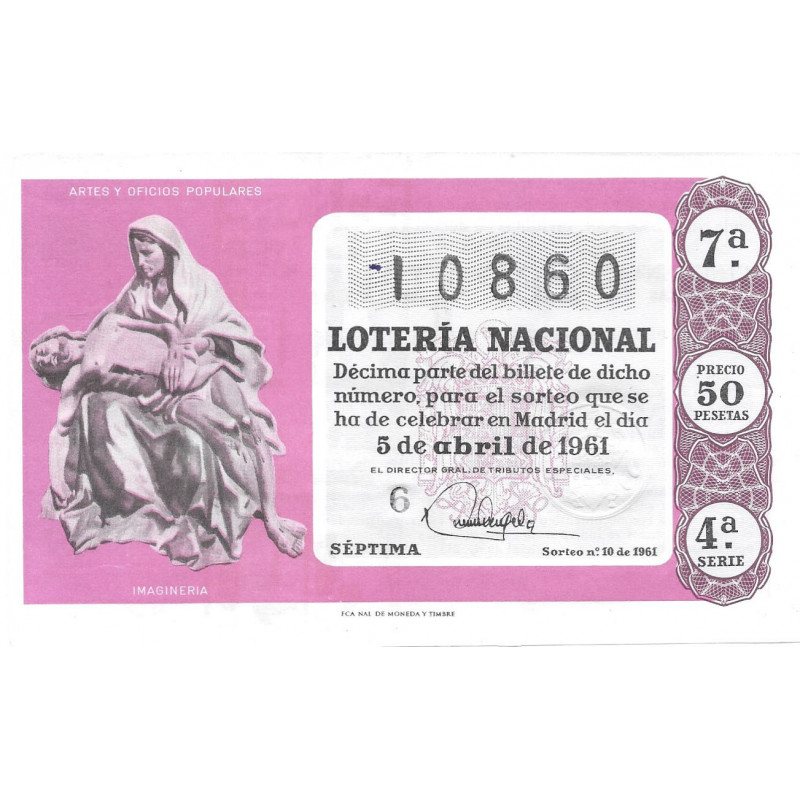 ARTES Y OFICIOS POPULARES
10860
LOTERÍA NACIONAL
Décima parte del billete de dicho
número, para el sorteo que se
ha de celebrar en Madrid el día
5 de abril de 1961
EL DIRECTOR GRAL. DE TRIBUTOS ESPECIALES,
6
SÉPTIMA
Sorteo nº. 10 de 1961
IMAGINERIA
7ª.
PRECIO
50
PESETAS
4ª.
SERIE
FCA NAL DE MONEDA Y TIMBRE